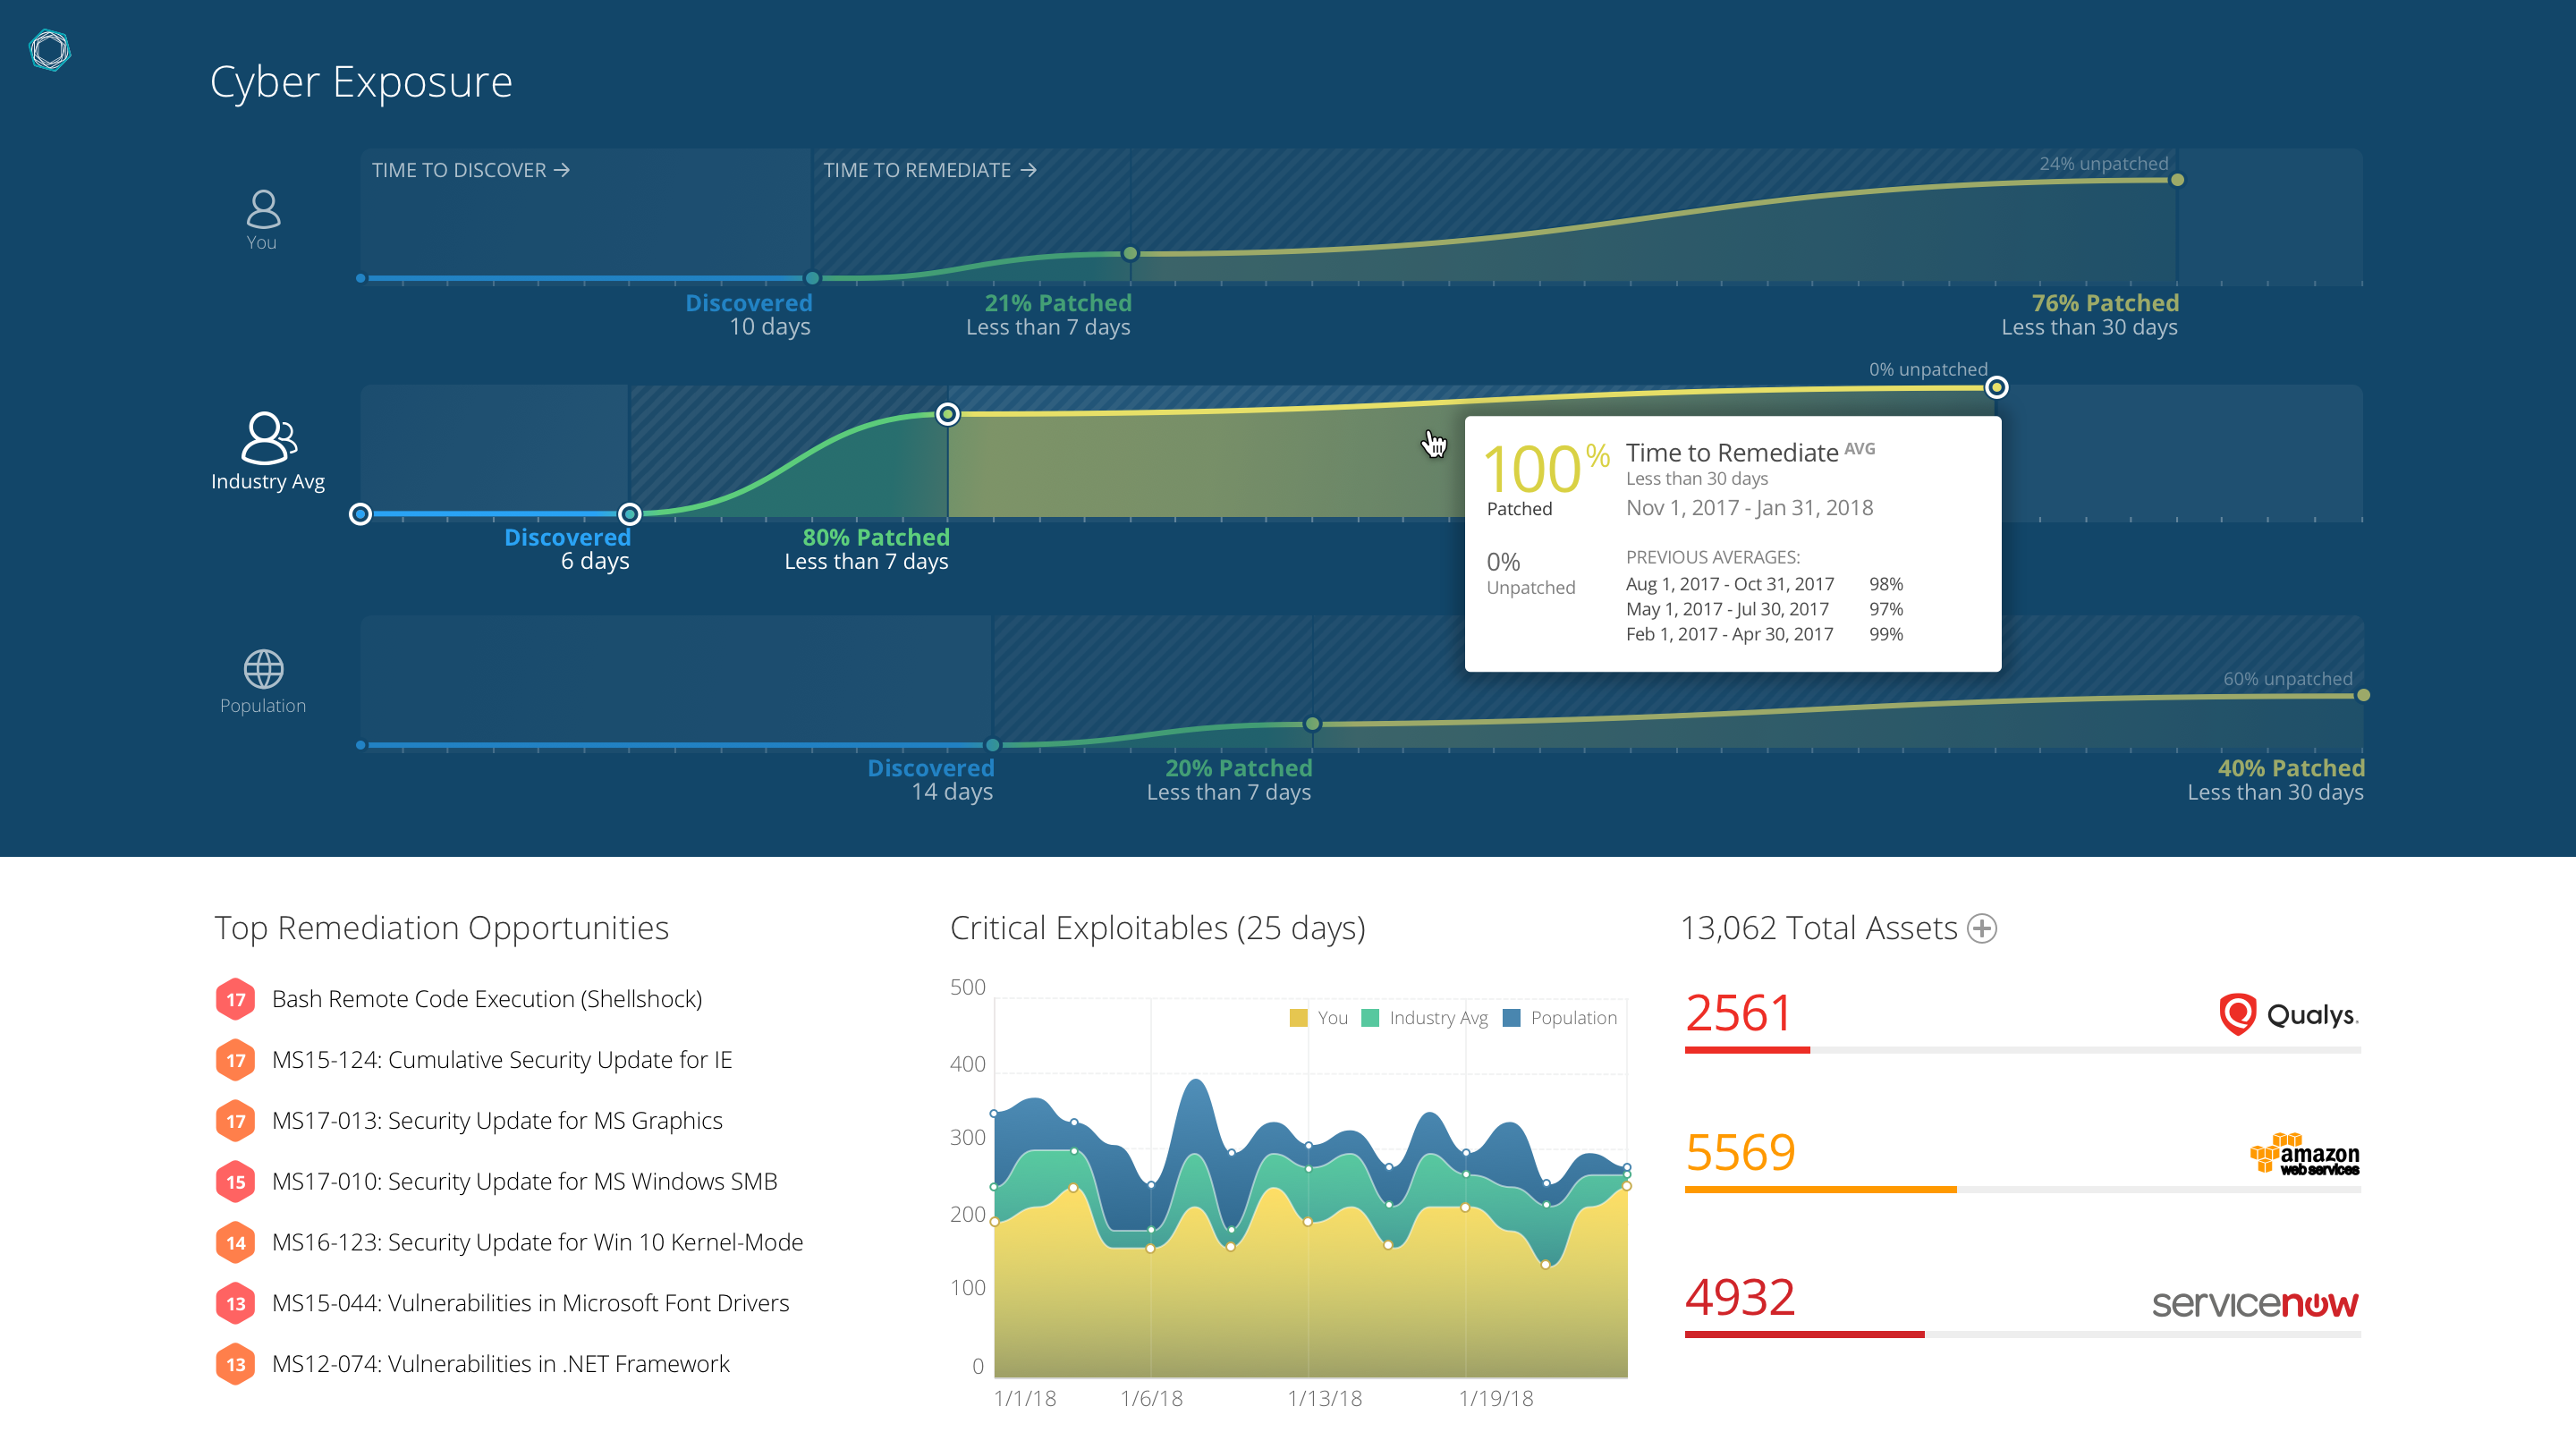 Cyber Exposure
TIME TO DISCOVER →
TIME TO REMEDIATE →
24% unpatched
You
Discovered
10 days
21% Patched
Less than 7 days
76% Patched
Less than 30 days
0% unpatched
Industry Avg
Discovered
6 days
80% Patched
Less than 7 days
100%
Patched
0%
Unpatched
Time to Remediate AVG
Less than 30 days
Nov 1, 2017 - Jan 31, 2018
PREVIOUS AVERAGES:
Aug 1, 2017 - Oct 31, 2017 98%
May 1, 2017 - Jul 30, 2017 97%
Feb 1, 2017 - Apr 30, 2017 99%
60% unpatched
Population
Discovered
14 days
20% Patched
Less than 7 days
40% Patched
Less than 30 days
Top Remediation Opportunities
17 Bash Remote Code Execution (Shellshock)
17 MS15-124: Cumulative Security Update for IE
17 MS17-013: Security Update for MS Graphics
15 MS17-010: Security Update for MS Windows SMB
14 MS16-123: Security Update for Win 10 Kernel-Mode
13 MS15-044: Vulnerabilities in Microsoft Font Drivers
13 MS12-074: Vulnerabilities in .NET Framework
Critical Exploitables (25 days)
500
400
300
200
100
0
You Industry Avg Population
1/1/18 1/6/18 1/13/18 1/19/18
13,062 Total Assets
2561
Qualys.
5569
amazon
web services
4932
servicenow